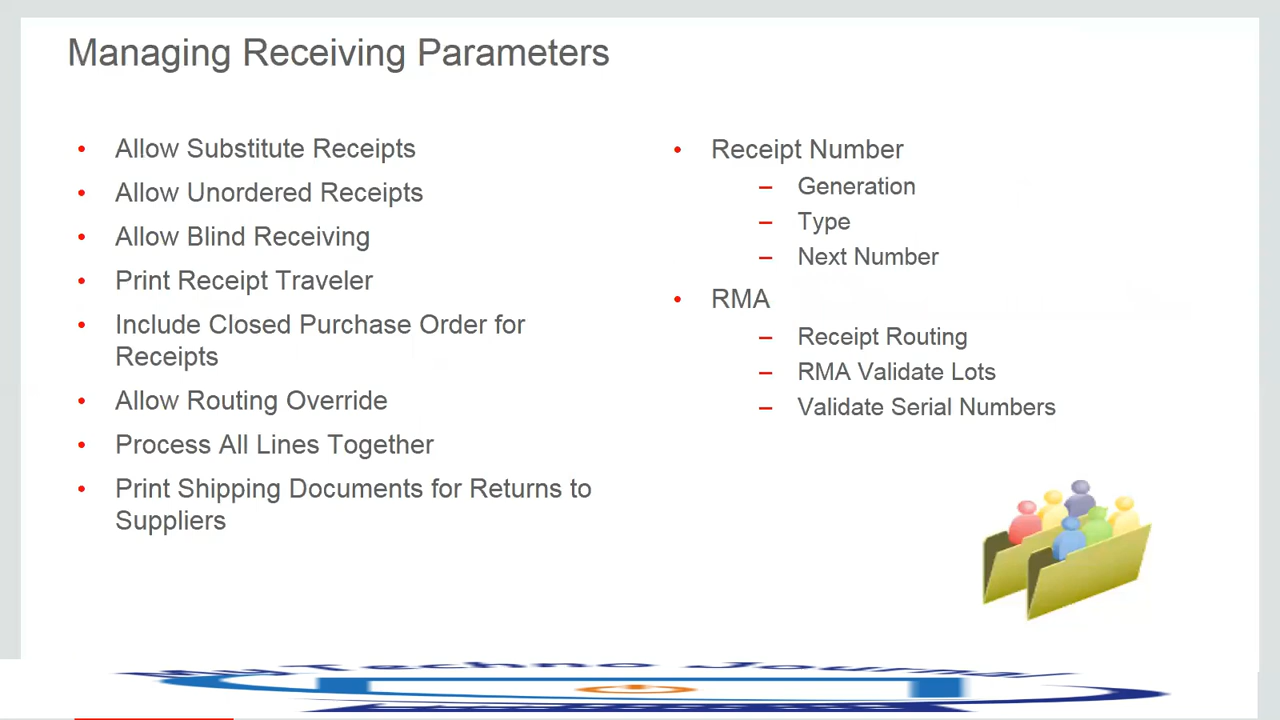 Managing Receiving Parameters
• Allow Substitute Receipts
• Allow Unordered Receipts
• Allow Blind Receiving
• Print Receipt Traveler
• Include Closed Purchase Order for
Receipts
• Allow Routing Override
• Process All Lines Together
• Print Shipping Documents for Returns to
Suppliers
• Receipt Number
– Generation
– Type
– Next Number
• RMA
– Receipt Routing
– RMA Validate Lots
– Validate Serial Numbers
Techno Journal